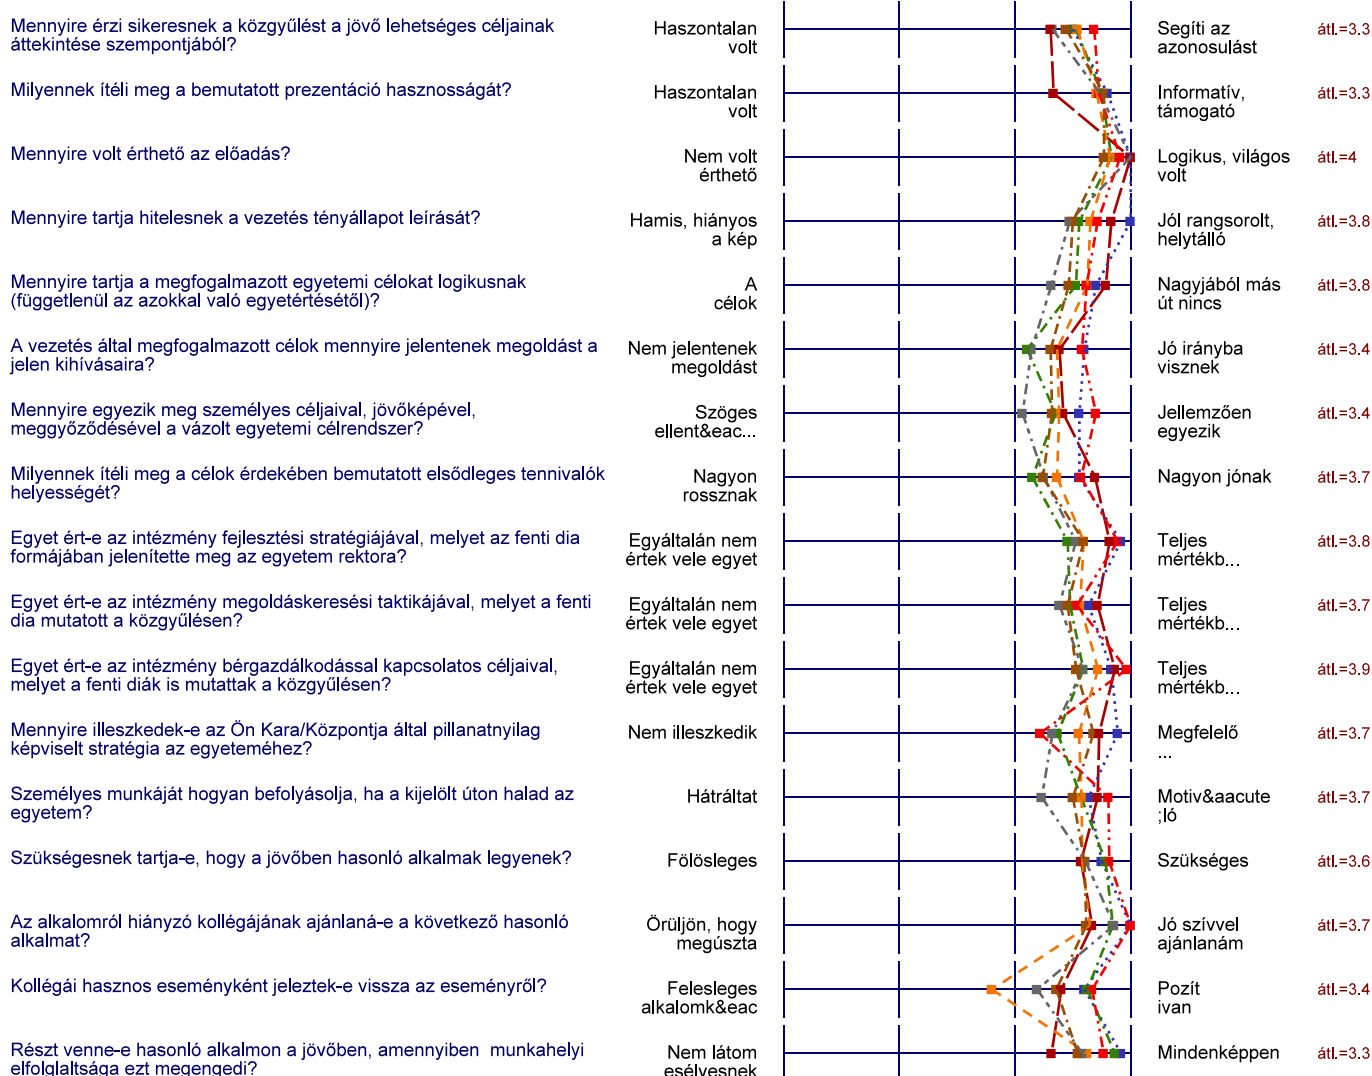 Mennyire érzi sikeresnek a közgyűlést a jövő lehetséges céljainak
áttekintése szempontjából?
Haszontalan
volt
Segíti az
azonosulást
átl.=3.3
Milyennek ítéli meg a bemutatott prezentáció hasznosságát?
Haszontalan
volt
Informatív,
támogató
átl.=3.3
Mennyire volt érthető az előadás?
Nem volt
érthető
Logikus, világos
volt
átl.=4
Mennyire tartja hitelesnek a vezetés tényállapot leírását?
Hamis, hiányos
a kép
Jól rangsorolt,
helytálló
átl.=3.8
Mennyire tartja a megfogalmazott egyetemi célokat logikusnak
(függetlenül az azokkal való egyetértésétől)?
A
célok
Nagyjából más
út nincs
átl.=3.8
A vezetés által megfogalmazott célok mennyire jelentenek megoldást a
jelen kihívásaira?
Nem jelentenek
megoldást
Jó irányba
visznek
átl.=3.4
Mennyire egyezik meg személyes céljaival, jövőképével,
meggyőződésével a vázolt egyetemi célrendszer?
Szöges
ellent&eac...
Jellemzően
egyezik
átl.=3.4
Milyennek ítéli meg a célok érdekében bemutatott elsődleges tennivalók
helyességét?
Nagyon
rossznak
Nagyon jónak
átl.=3.7
Egyet ért-e az intézmény fejlesztési stratégiájával, melyet az fenti dia
formájában jelenítette meg az egyetem rektora?
Egyáltalán nem
értek vele egyet
Teljes
mértékb...
átl.=3.8
Egyet ért-e az intézmény megoldáskeresési taktikájával, melyet a fenti
dia mutatott a közgyűlésen?
Egyáltalán nem
értek vele egyet
Teljes
mértékb...
átl.=3.7
Egyet ért-e az intézmény bérgazdálkodással kapcsolatos céljaival,
melyet a fenti diák is mutattak a közgyűlésen?
Egyáltalán nem
értek vele egyet
Teljes
mértékb...
átl.=3.9
Mennyire illeszkedek-e az Ön Kara/Központja által pillanatnyilag
képviselt stratégia az egyeteméhez?
Nem illeszkedik
Megfelelő
...
átl.=3.7
Személyes munkáját hogyan befolyásolja, ha a kijelölt úton halad az
egyetem?
Hátráltat
Motiv&aacute
;ló
átl.=3.7
Szükségesnek tartja-e, hogy a jövőben hasonló alkalmak legyenek?
Fölösleges
Szükséges
átl.=3.6
Az alkalomról hiányzó kollégájának ajánlaná-e a következő hasonló
alkalmat?
Örüljön, hogy
megúszta
Jó szívvel
ajánlanám
átl.=3.7
Kollégái hasznos eseményként jeleztek-e vissza az eseményről?
Felesleges
alkalomk&eac
Pozít
ivan
átl.=3.4
Részt venne-e hasonló alkalmon a jövőben, amennyiben  munkahelyi
elfoglaltsága ezt megengedi?
Nem látom
esélyesnek
Mindenképpen
átl.=3.3